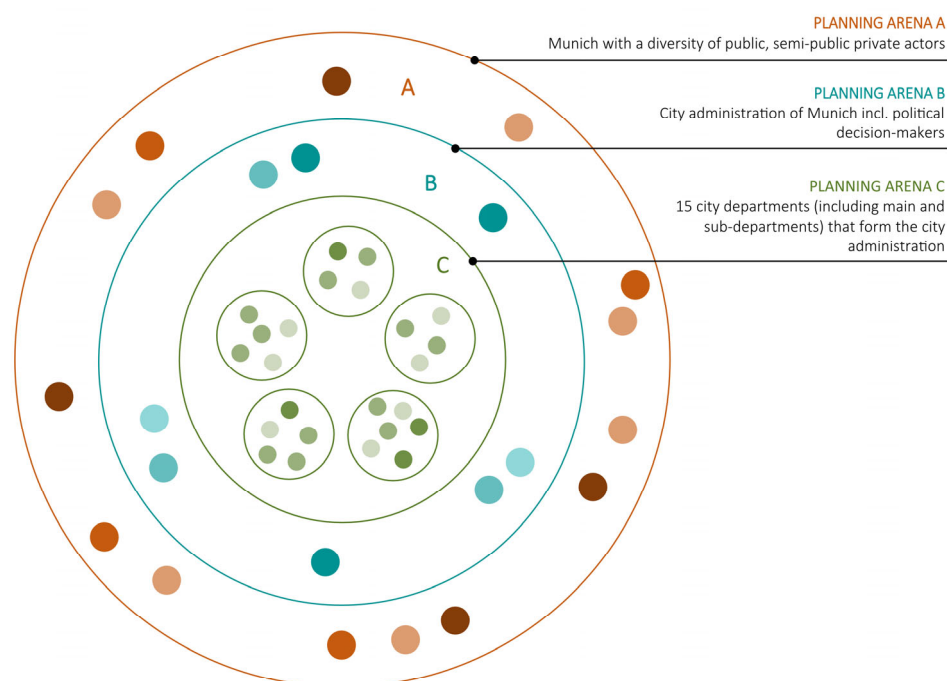 PLANNING ARENA A
Munich with a diversity of public, semi-public private actors
A
PLANNING ARENA B
City administration of Munich incl. political
decision-makers
B
PLANNING ARENA C
15 city departments (including main and
sub-departments) that form the city
administration
C